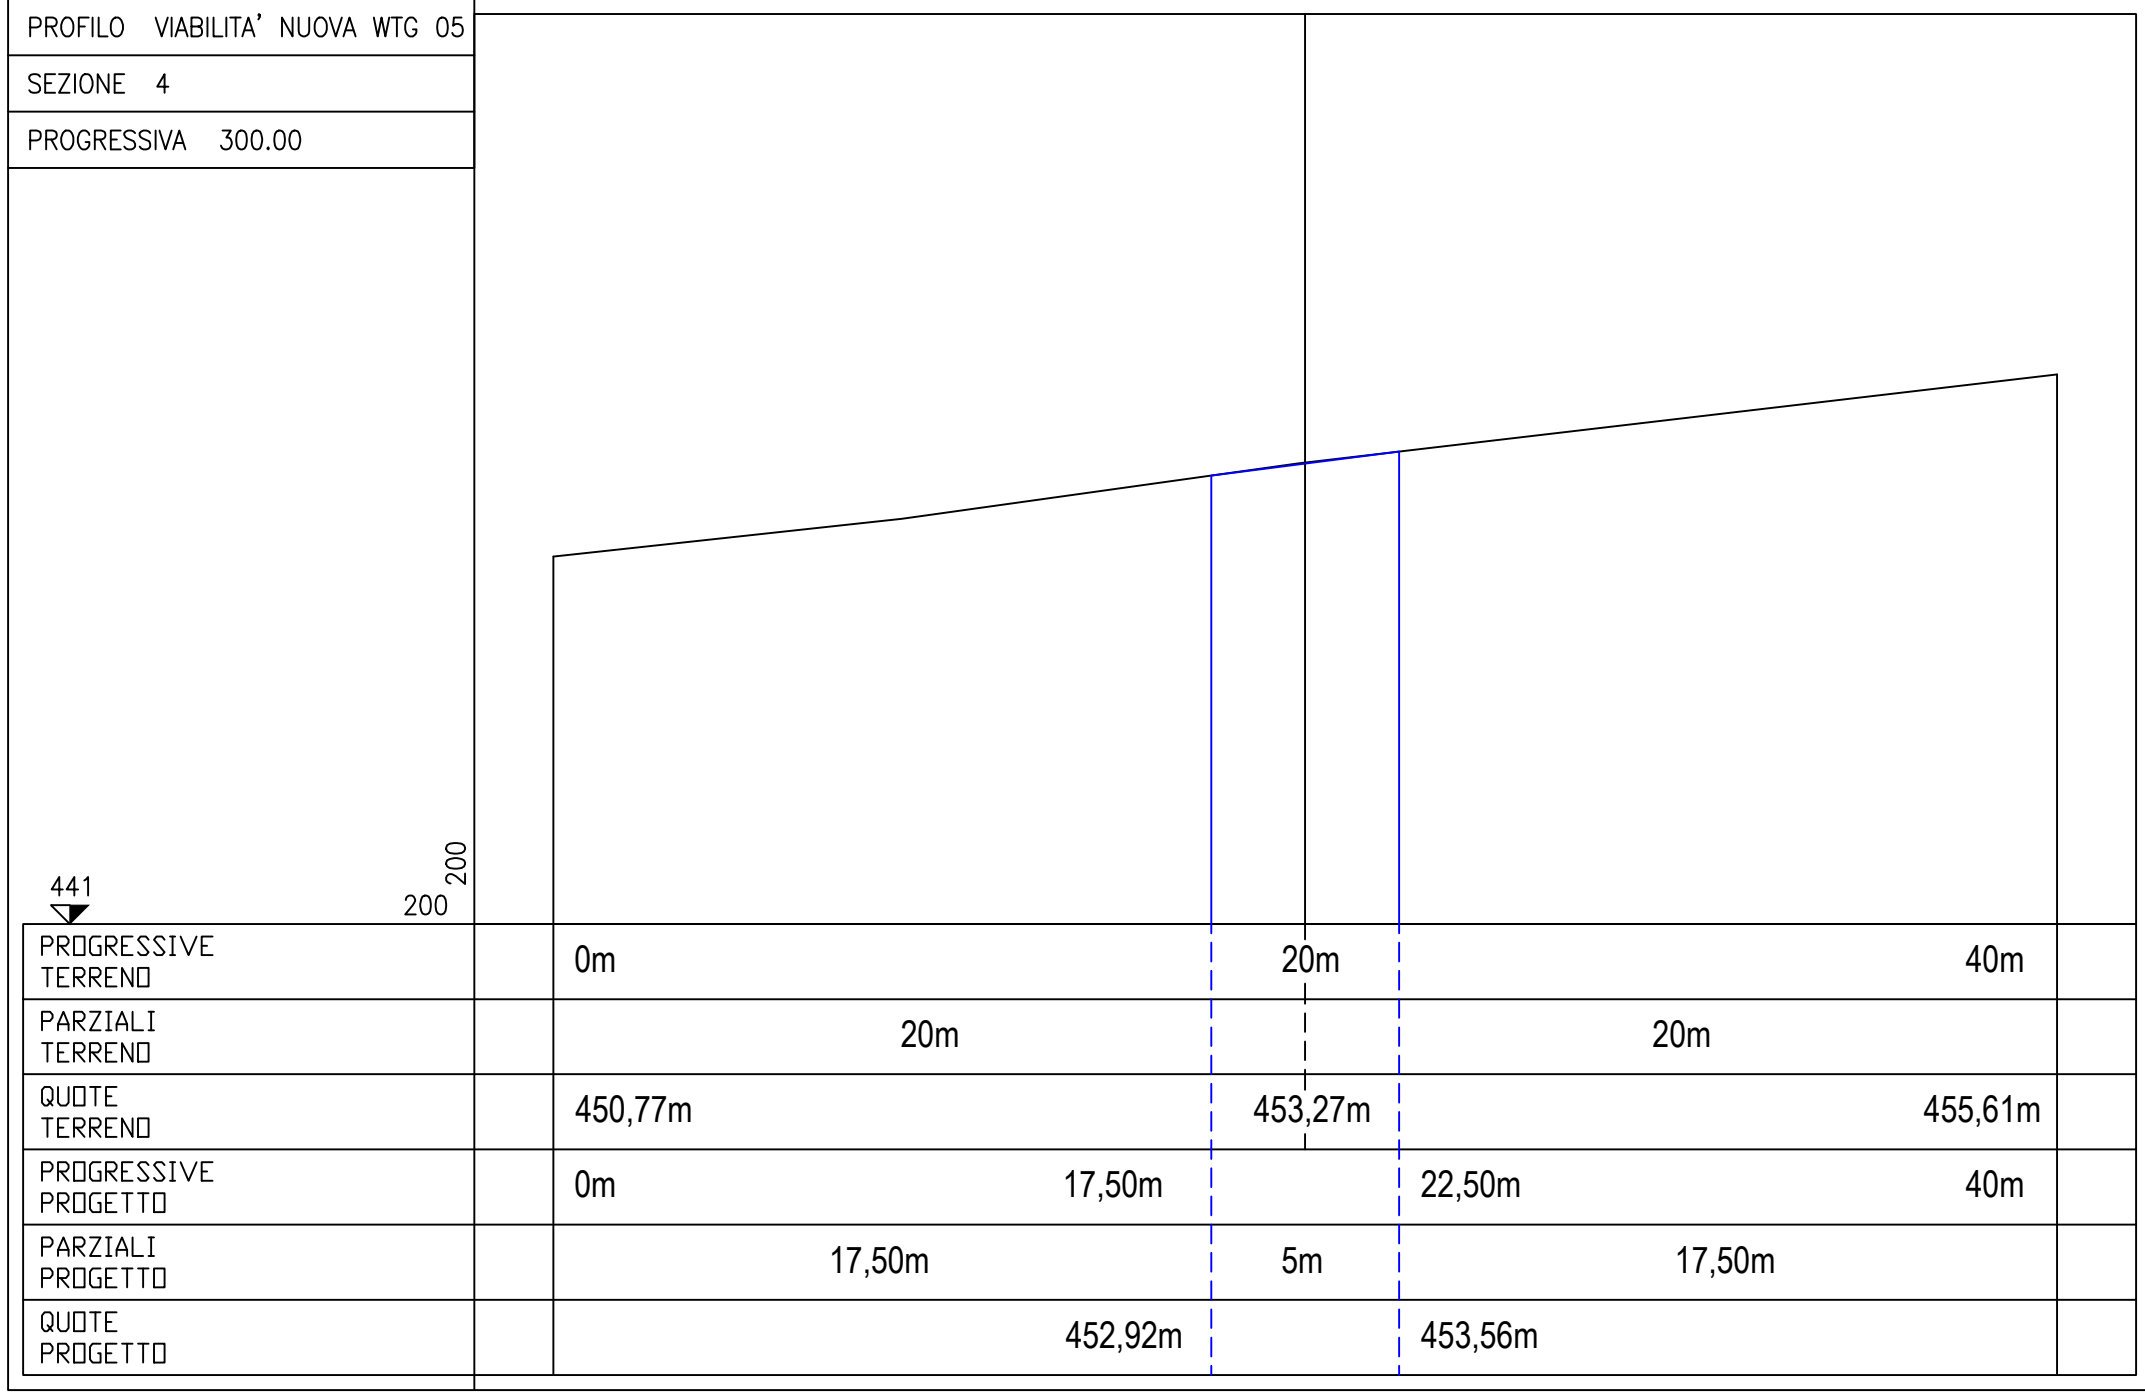 PROFILO VIABILITA' NUOVA WTG 05
SEZIONE 4
PROGRESSIVA 300.00
200
441
200
PROGRESSIVE
TERRENO
0m 20m 40m
PARZIALI
TERRENO
20m 20m
QUOTE
TERRENO
450,77m 453,27m 455,61m
PROGRESSIVE
PROGETTO
0m 17,50m 22,50m 40m
PARZIALI
PROGETTO
17,50m 5m 17,50m
QUOTE
PROGETTO
452,92m 453,56m